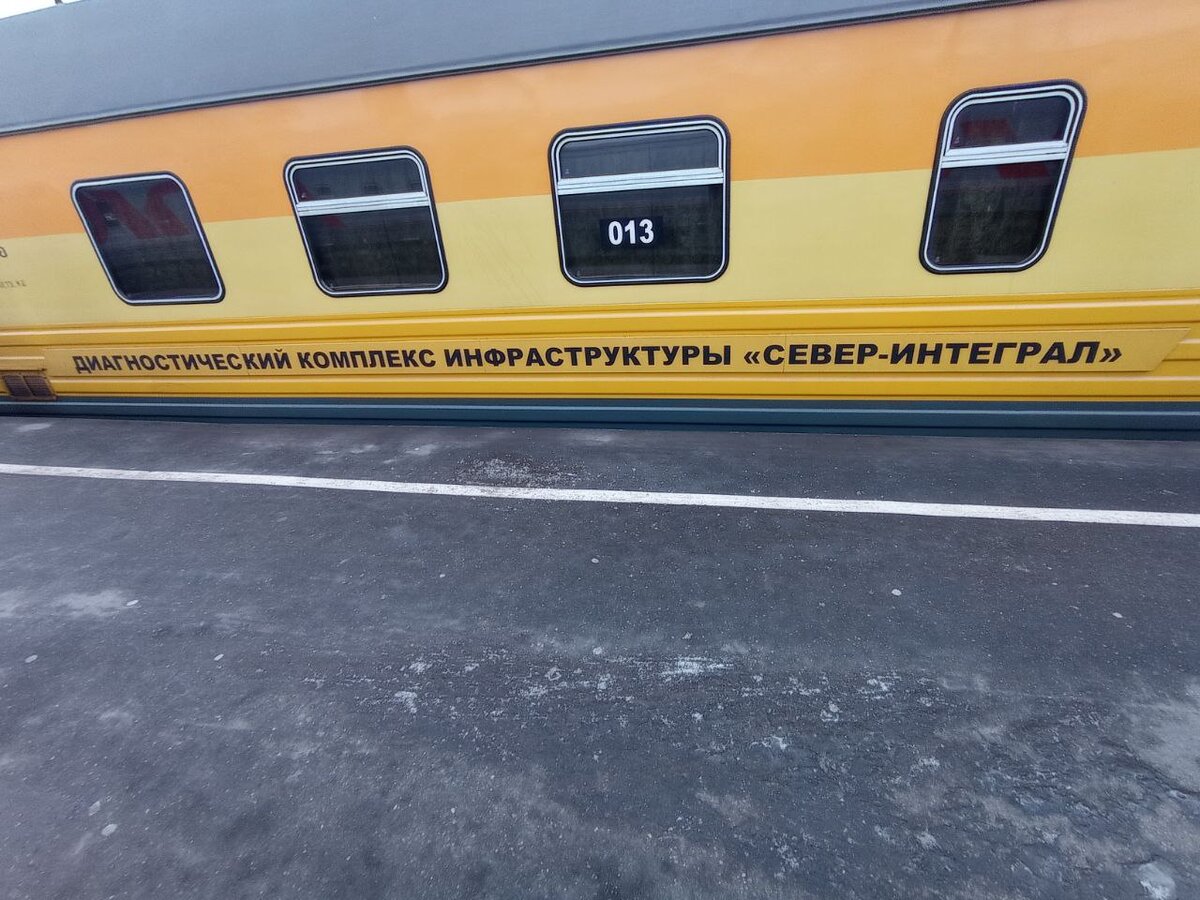 013
ДИАГНОСТИЧЕСКИЙ КОМПЛЕКС ИНФРАСТРУКТУРЫ «СЕВЕР-ИНТЕГРАЛ»